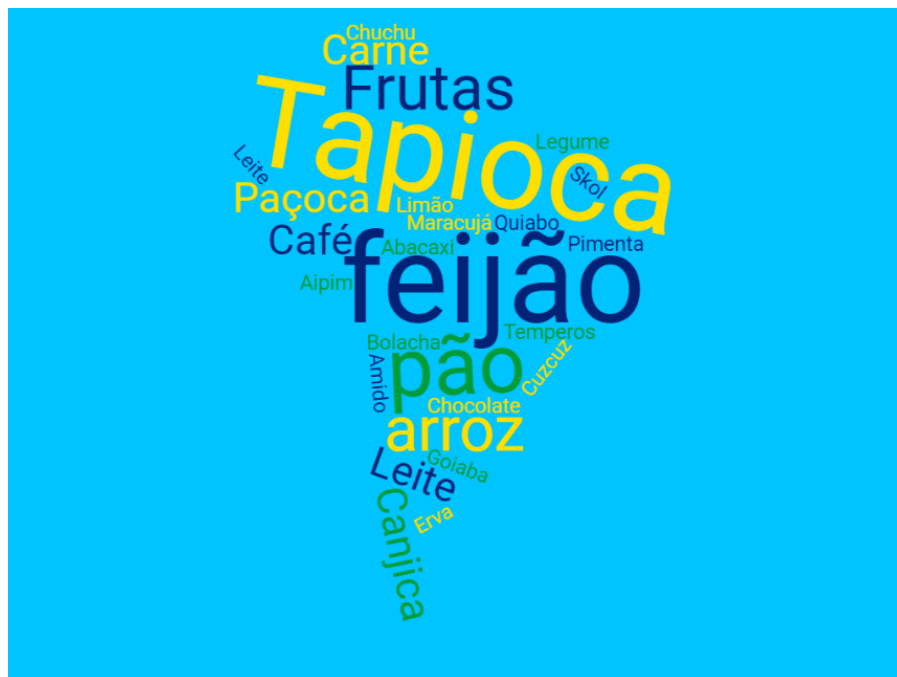 Chuchu
Carne
Frutas
Tapioca
Legume
Leite
Skol
Paçoca
Limão
Maracujá
Quiabo
Café
Abacaxi
feijão
Pimenta
Aipim
Temperos
Bolacha
pão
Cuzcuz
Amido
Chocolate
arroz
Leite
Goiaba
Canjica
Erva